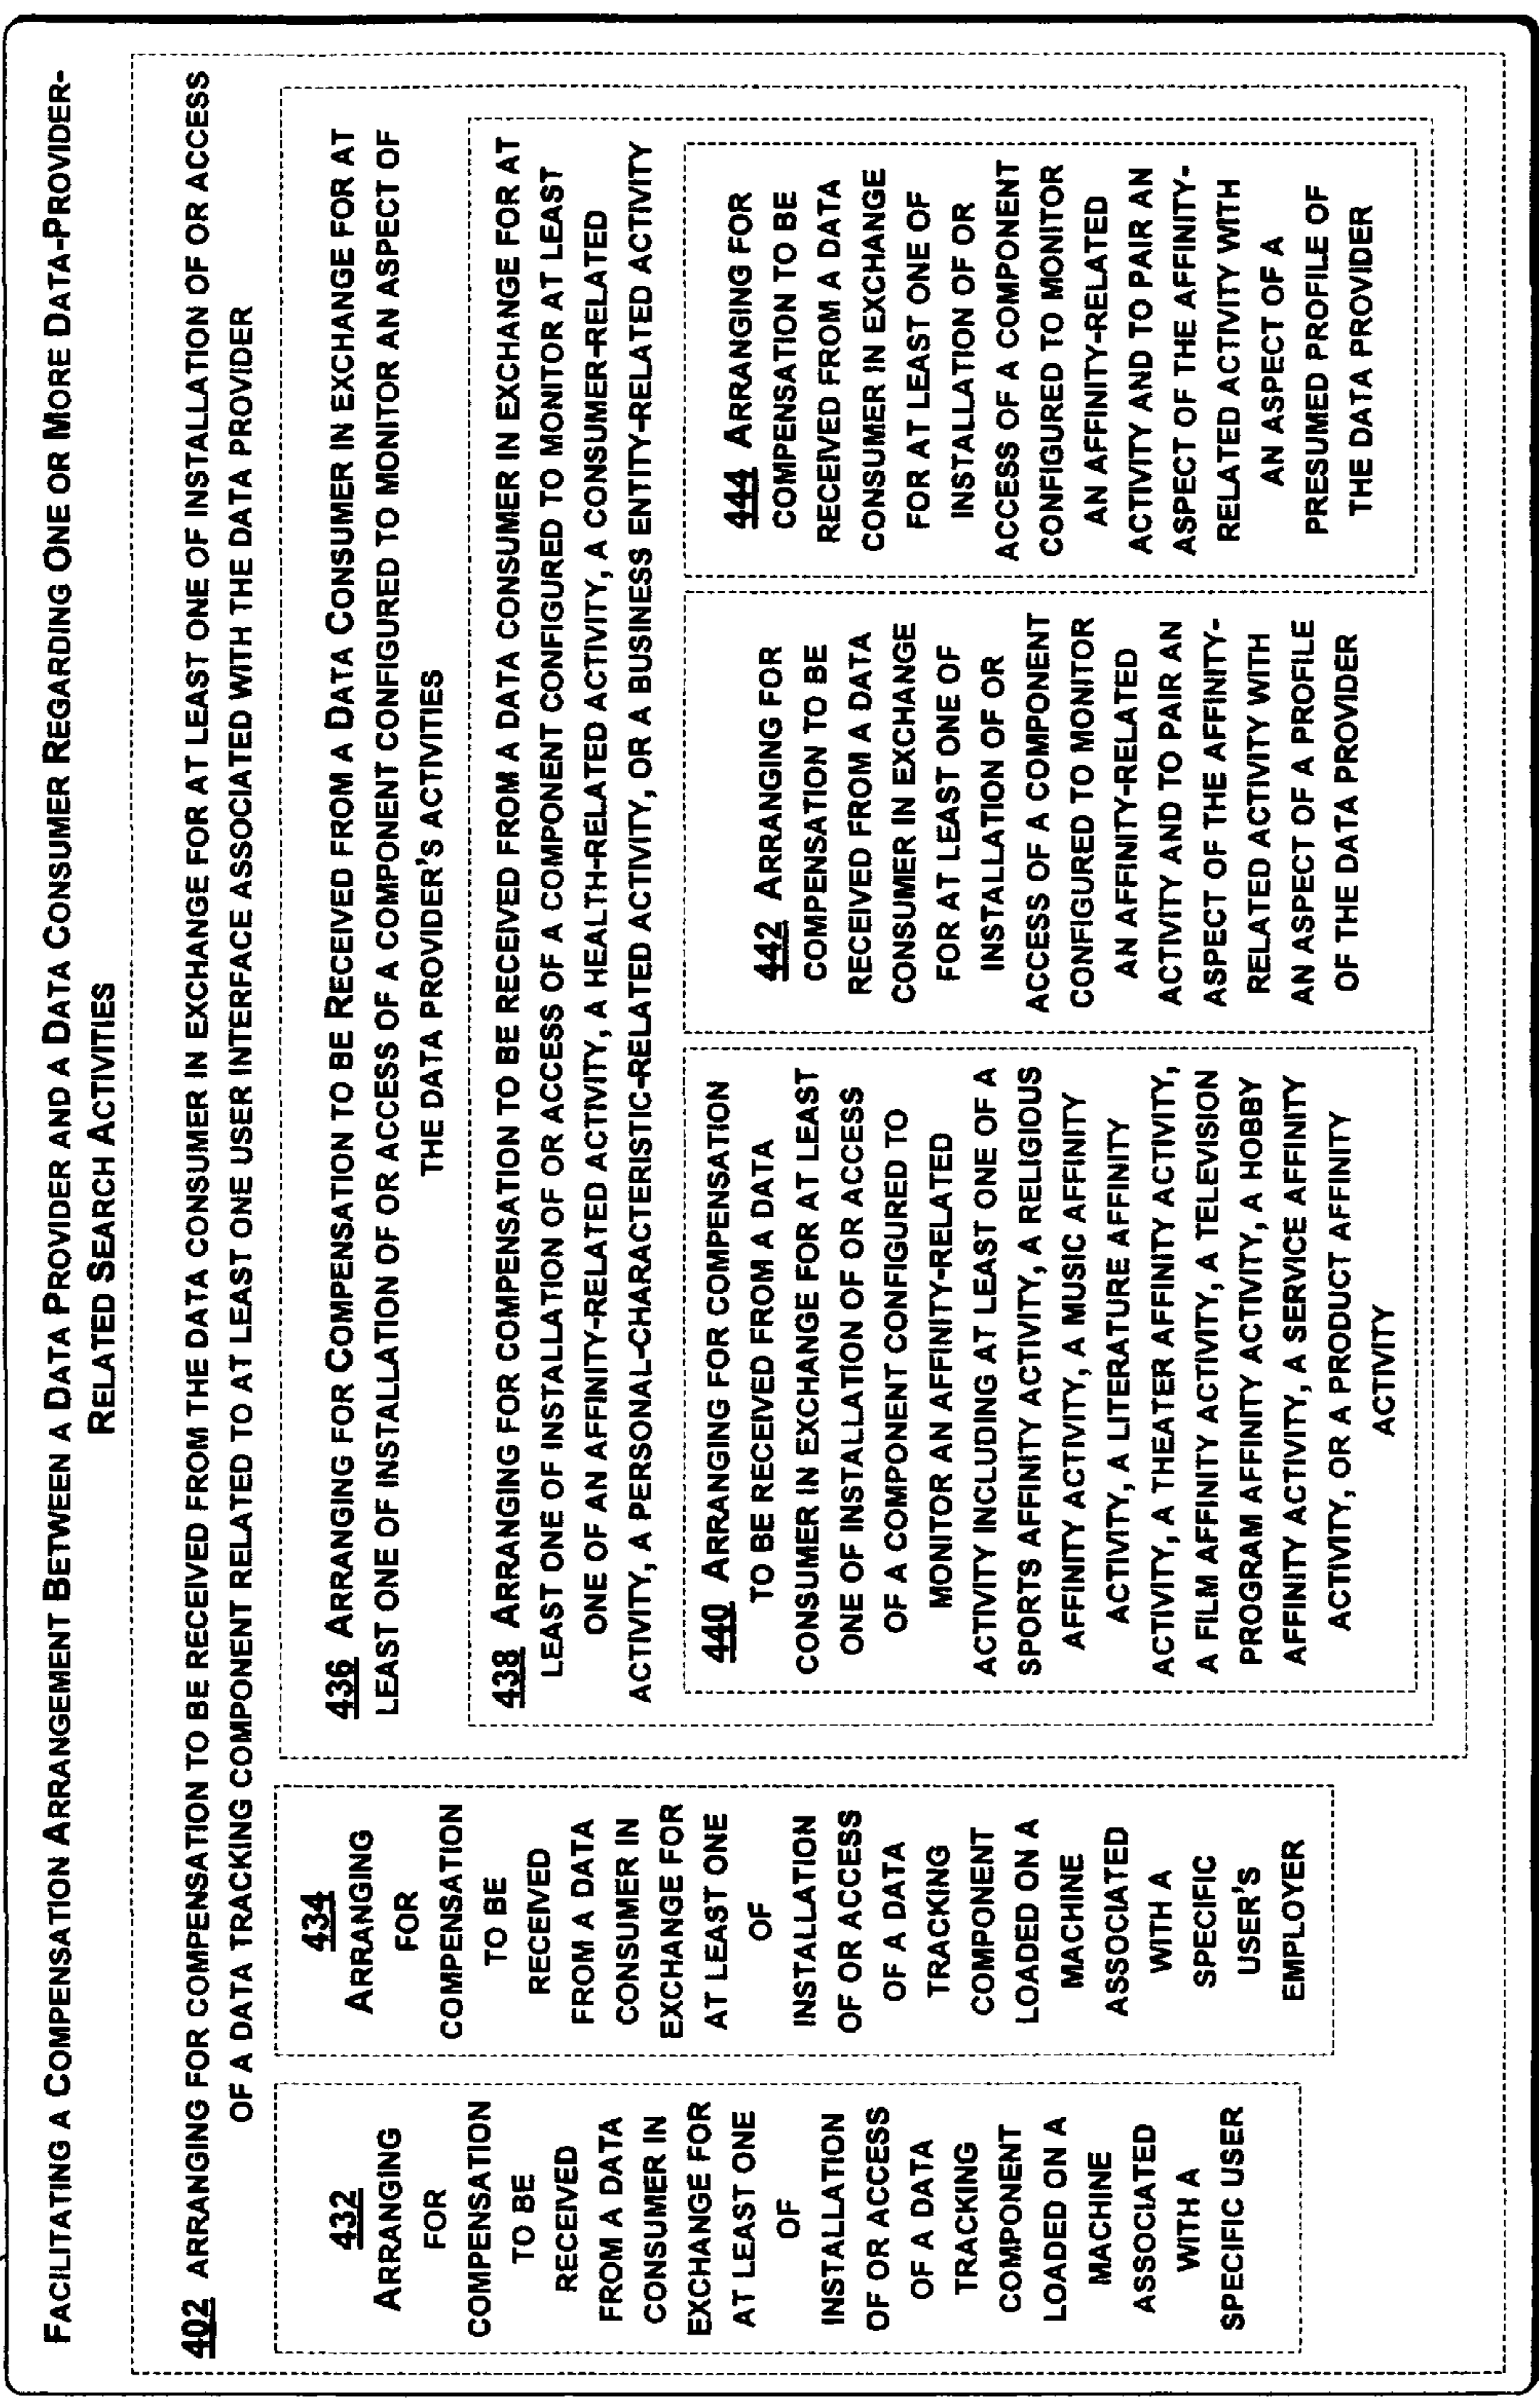 FACILITATING A COMPENSATION ARRANGEMENT BETWEEN A DATA PROVIDER AND A DATA CONSUMER REGARDING ONE OR MORE DATA-PROVIDER-
RELATED SEARCH ACTIVITIES
402 ARRANGING FOR COMPENSATION TO BE RECEIVED FROM THE DATA CONSUMER IN EXCHANGE FOR AT LEAST ONE OF INSTALLATION OF OR ACCESS
OF A DATA TRACKING COMPONENT RELATED TO AT LEAST ONE USER INTERFACE ASSOCIATED WITH THE DATA PROVIDER
432
ARRANGING
FOR
COMPENSATION
TO BE
RECEIVED
FROM A DATA
CONSUMER IN
EXCHANGE FOR
AT LEAST ONE
OF
INSTALLATION
OF OR ACCESS
OF A DATA
TRACKING
COMPONENT
LOADED ON A
MACHINE
ASSOCIATED
WITH A
SPECIFIC USER
434
ARRANGING
FOR
COMPENSATION
TO BE
RECEIVED
FROM A DATA
CONSUMER IN
EXCHANGE FOR
AT LEAST ONE
OF
INSTALLATION
OF OR ACCESS
OF A DATA
TRACKING
COMPONENT
LOADED ON A
MACHINE
ASSOCIATED
WITH A
SPECIFIC
USER'S
EMPLOYER
436 ARRANGING FOR COMPENSATION TO BE RECEIVED FROM A DATA CONSUMER IN EXCHANGE FOR AT
LEAST ONE OF INSTALLATION OF OR ACCESS OF A COMPONENT CONFIGURED TO MONITOR AN ASPECT OF
THE DATA PROVIDER'S ACTIVITIES
438 ARRANGING FOR COMPENSATION TO BE RECEIVED FROM A DATA CONSUMER IN EXCHANGE FOR AT
LEAST ONE OF INSTALLATION OF OR ACCESS OF A COMPONENT CONFIGURED TO MONITOR AT LEAST
ONE OF AN AFFINITY-RELATED ACTIVITY, A HEALTH-RELATED ACTIVITY, A CONSUMER-RELATED
ACTIVITY, A PERSONAL-CHARACTERISTIC-RELATED ACTIVITY, OR A BUSINESS ENTITY-RELATED ACTIVITY
440 ARRANGING FOR COMPENSATION
TO BE RECEIVED FROM A DATA
CONSUMER IN EXCHANGE FOR AT LEAST
ONE OF INSTALLATION OF OR ACCESS
OF A COMPONENT CONFIGURED TO
MONITOR AN AFFINITY-RELATED
ACTIVITY INCLUDING AT LEAST ONE OF A
SPORTS AFFINITY ACTIVITY, A RELIGIOUS
AFFINITY ACTIVITY, A MUSIC AFFINITY
ACTIVITY, A LITERATURE AFFINITY
ACTIVITY, A THEATER AFFINITY ACTIVITY,
A FILM AFFINITY ACTIVITY, A TELEVISION
PROGRAM AFFINITY ACTIVITY, A HOBBY
AFFINITY ACTIVITY, A SERVICE AFFINITY
ACTIVITY, OR A PRODUCT AFFINITY
ACTIVITY
442 ARRANGING FOR
COMPENSATION TO BE
RECEIVED FROM A DATA
CONSUMER IN EXCHANGE
FOR AT LEAST ONE OF
INSTALLATION OF OR
ACCESS OF A COMPONENT
CONFIGURED TO MONITOR
AN AFFINITY-RELATED
ACTIVITY AND TO PAIR AN
ASPECT OF THE AFFINITY-
RELATED ACTIVITY WITH
AN ASPECT OF A PROFILE
OF THE DATA PROVIDER
444 ARRANGING FOR
COMPENSATION TO BE
RECEIVED FROM A DATA
CONSUMER IN EXCHANGE
FOR AT LEAST ONE OF
INSTALLATION OF OR
ACCESS OF A COMPONENT
CONFIGURED TO MONITOR
AN AFFINITY-RELATED
ACTIVITY AND TO PAIR AN
ASPECT OF THE AFFINITY-
RELATED ACTIVITY WITH
AN ASPECT OF A
PRESUMED PROFILE OF
THE DATA PROVIDER